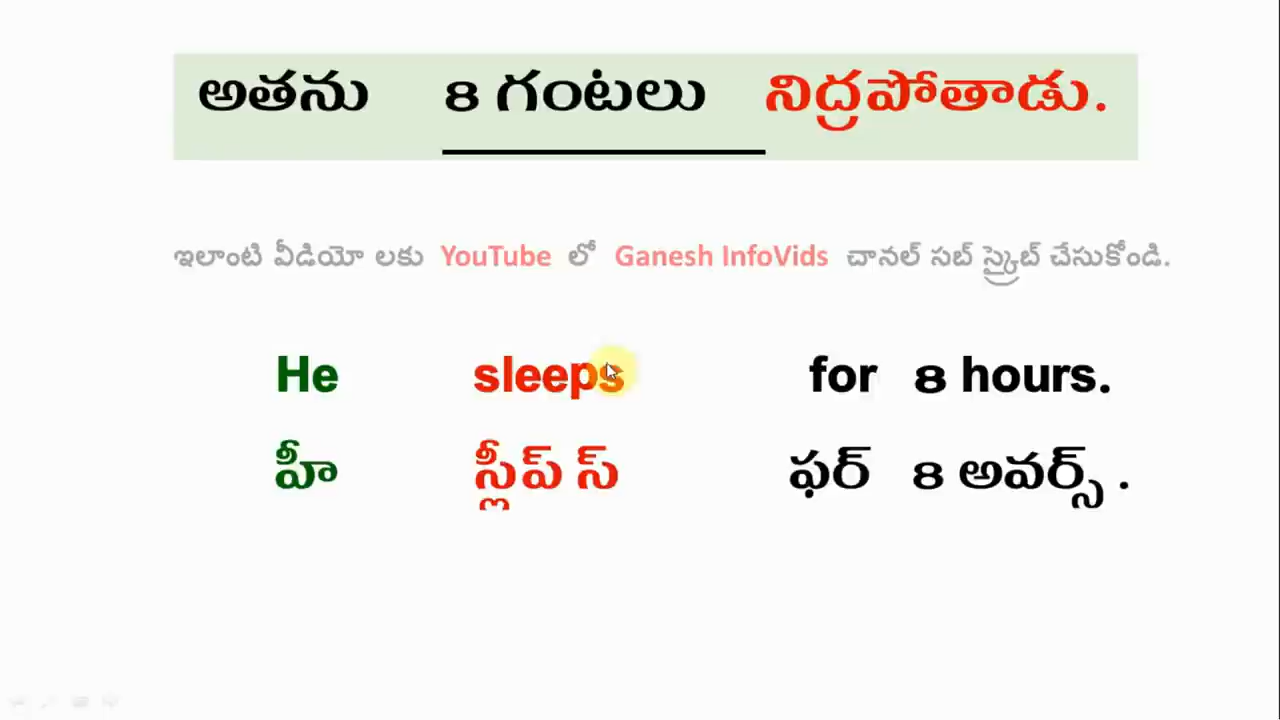 అతను 8 గంటలు నిద్రపోతాడు.
ఇలాంటి వీడియో లకు YouTube లో Ganesh InfoVids చానల్ సబ్ స్క్రైబ్ చేసుకోండి.
He sleeps for 8 hours.
హీ స్లీప్ స్ ఫర్ 8 అవర్స్ .